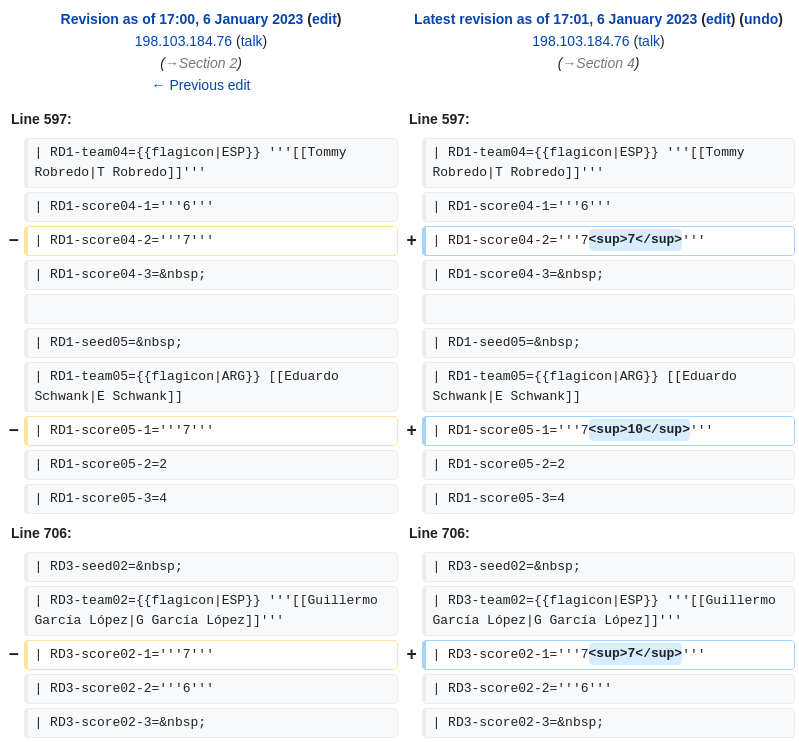 Revision as of 17:00, 6 January 2023 (edit)
198.103.184.76 (talk)
(→Section 2)
← Previous edit
Latest revision as of 17:01, 6 January 2023 (edit) (undo)
198.103.184.76 (talk)
(→Section 4)
Line 597:
Line 597:
| RD1-team04={{flagicon|ESP}} '''[[Tommy
Robredo|T Robredo]]'''
| RD1-team04={{flagicon|ESP}} '''[[Tommy
Robredo|T Robredo]]'''
| RD1-score04-1='''6'''
| RD1-score04-1='''6'''
− | RD1-score04-2='''7'''
+ | RD1-score04-2='''7<sup>7</sup>'''
| RD1-score04-3=&nbsp;
| RD1-score04-3=&nbsp;
| RD1-seed05=&nbsp;
| RD1-seed05=&nbsp;
| RD1-team05={{flagicon|ARG}} [[Eduardo
Schwank|E Schwank]]
| RD1-team05={{flagicon|ARG}} [[Eduardo
Schwank|E Schwank]]
− | RD1-score05-1='''7'''
+ | RD1-score05-1='''7<sup>10</sup>'''
| RD1-score05-2=2
| RD1-score05-2=2
| RD1-score05-3=4
| RD1-score05-3=4
Line 706:
Line 706:
| RD3-seed02=&nbsp;
| RD3-seed02=&nbsp;
| RD3-team02={{flagicon|ESP}} '''[[Guillermo
García López|G García López]]'''
| RD3-team02={{flagicon|ESP}} '''[[Guillermo
García López|G García López]]'''
− | RD3-score02-1='''7'''
+ | RD3-score02-1='''7<sup>7</sup>'''
| RD3-score02-2='''6'''
| RD3-score02-2='''6'''
| RD3-score02-3=&nbsp;
| RD3-score02-3=&nbsp;